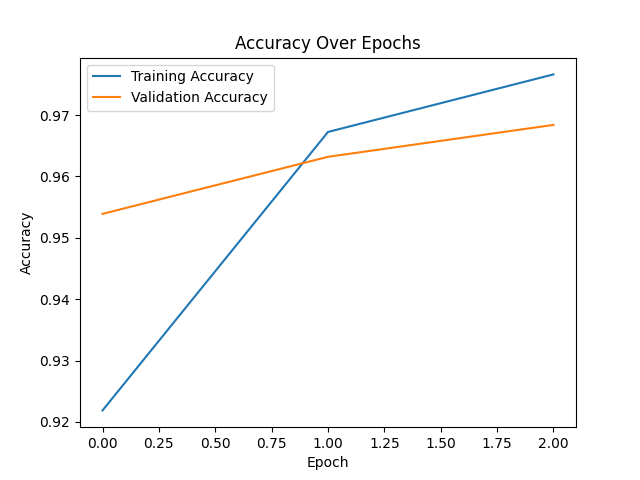 Accuracy Over Epochs
Training Accuracy
Validation Accuracy
0.97
0.96
0.95
0.94
0.93
0.92
Accuracy
0.00 0.25 0.50 0.75 1.00 1.25 1.50 1.75 2.00
Epoch